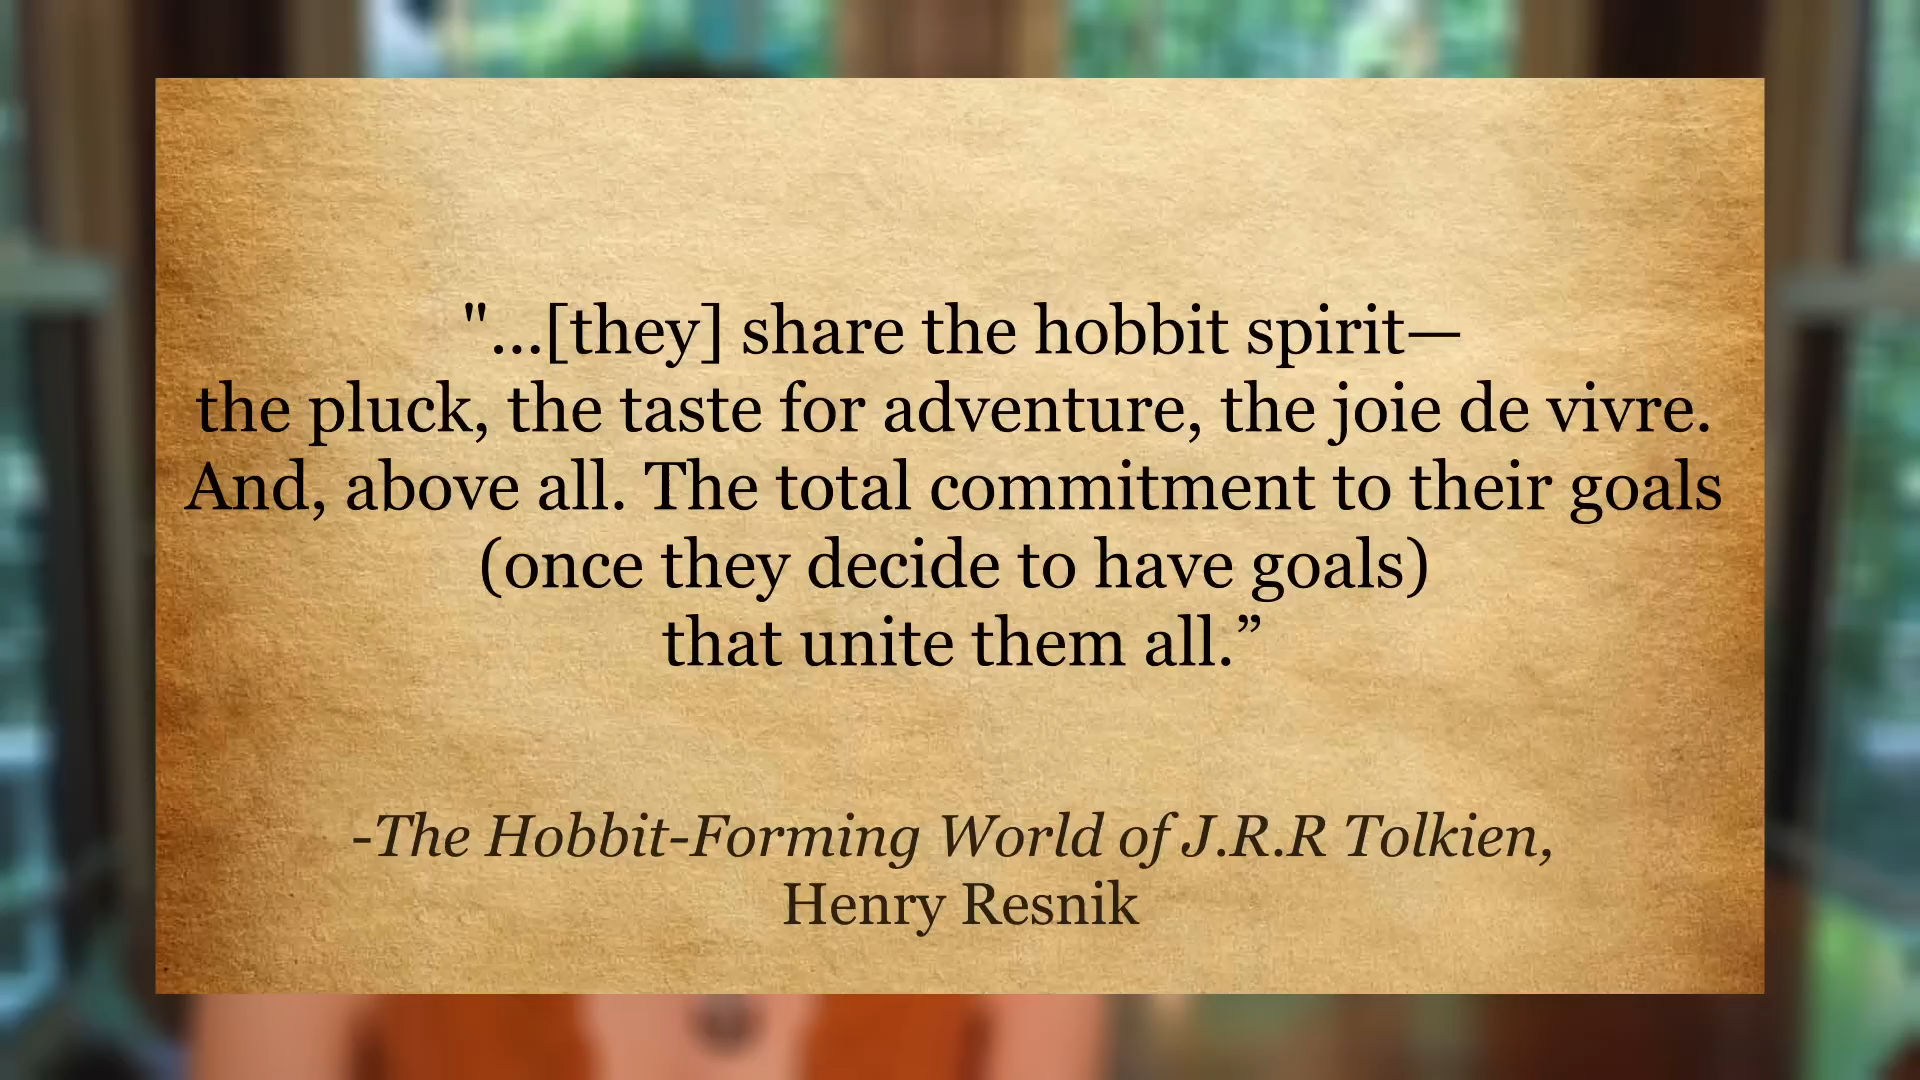 "...[they] share the hobbit spirit—
the pluck, the taste for adventure, the joie de vivre.
And, above all. The total commitment to their goals
(once they decide to have goals)
that unite them all.”
-The Hobbit-Forming World of J.R.R Tolkien,
Henry Resnik